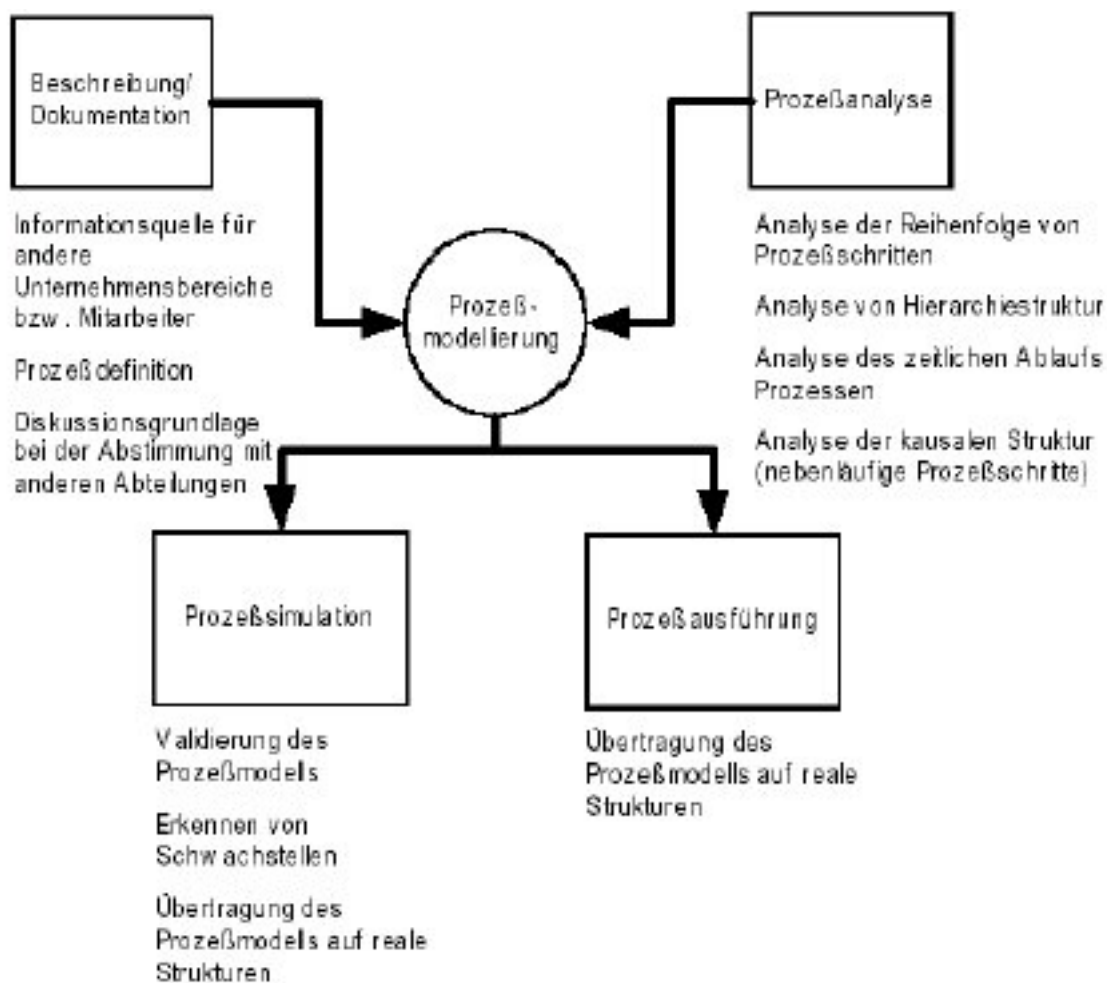 Beschreibung/
Dokumentation
Informationsquelle für
andere
Unternehmensbereiche
bzw. Mitarbeiter
Prozeßdefinition
Diskussionsgrundlage
bei der Abstimmung mit
anderen Abteilungen
Prozeßanalyse
Analyse der Reihenfolge von
Prozeßschritten
Analyse von Hierarchiestruktur
Analyse des zeitlichen Ablaufs
Prozessen
Analyse der kausalen Struktur
(nebenläufige Prozeßschritte)
Prozeß-
modellierung
Prozeßsimulation
Validierung des
Prozeßmodells
Erkennen von
Schwachstellen
Übertragung des
Prozeßmodells auf reale
Strukturen
Prozeßausführung
Übertragung des
Prozeßmodells auf reale
Strukturen